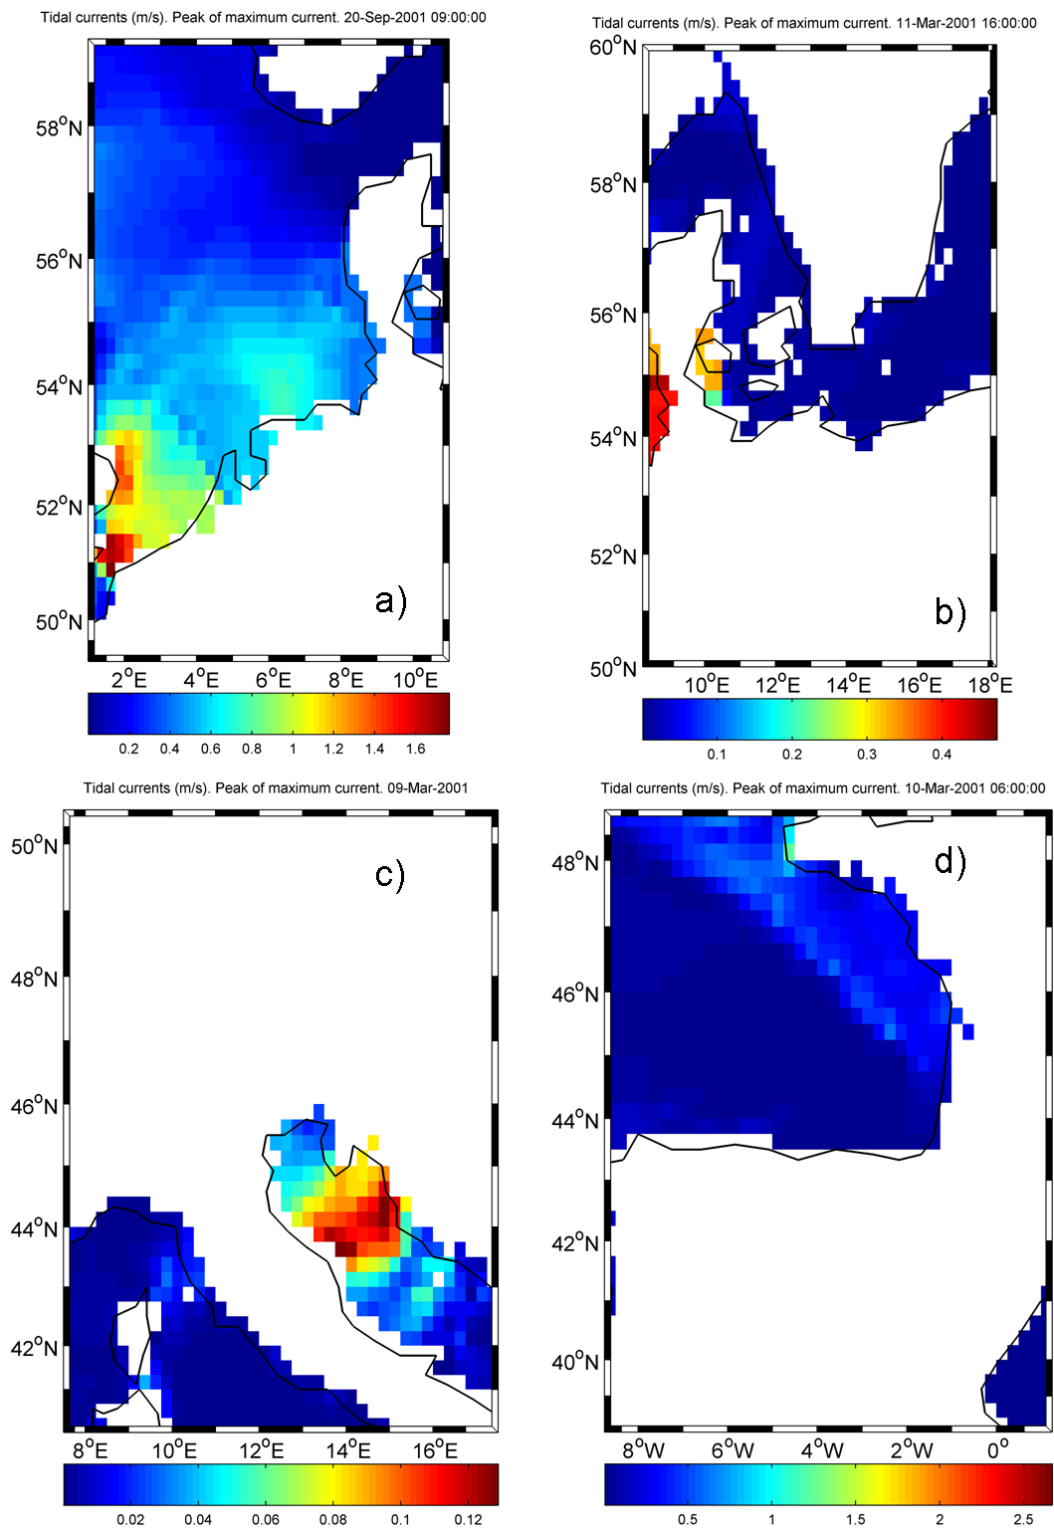 Tidal currents (m/s). Peak of maximum current. 20-Sep-2001 09:00:00
58°N
56°N
54°N
52°N
50°N
a)
2°E 4°E 6°E 8°E 10°E
0.2 0.4 0.6 0.8 1 1.2 1.4 1.6
Tidal currents (m/s). Peak of maximum current. 11-Mar-2001 16:00:00
60°N
58°N
56°N
54°N
52°N
50°N
b)
10°E 12°E 14°E 16°E 18°E
0.1 0.2 0.3 0.4
Tidal currents (m/s). Peak of maximum current. 09-Mar-2001
50°N
c)
48°N
46°N
44°N
42°N
8°E 10°E 12°E 14°E 16°E
0.02 0.04 0.06 0.08 0.1 0.12
Tidal currents (m/s). Peak of maximum current. 10-Mar-2001 06:00:00
48°N
d)
46°N
44°N
42°N
40°N
8°W 6°W 4°W 2°W 0°
0.5 1 1.5 2 2.5